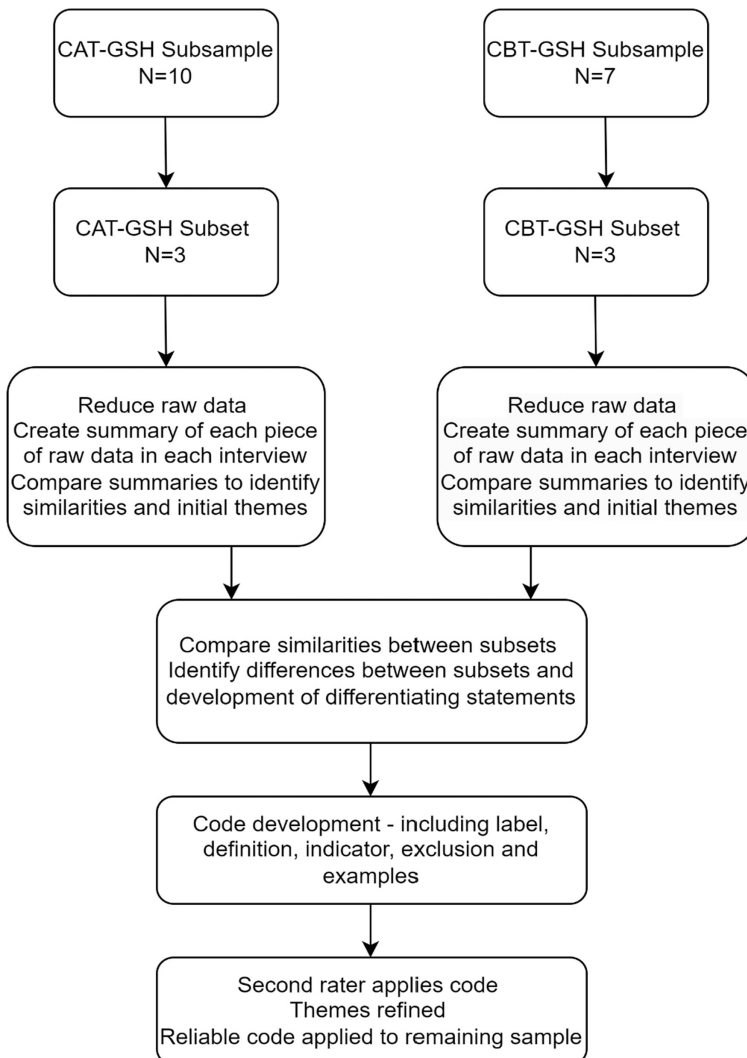 CAT-GSH Subsample
N=10
CBT-GSH Subsample
N=7
CAT-GSH Subset
N=3
CBT-GSH Subset
N=3
Reduce raw data
Create summary of each piece
of raw data in each interview
Compare summaries to identify
similarities and initial themes
Reduce raw data
Create summary of each piece
of raw data in each interview
Compare summaries to identify
similarities and initial themes
Compare similarities between subsets
Identify differences between subsets and
development of differentiating statements
Code development - including label,
definition, indicator, exclusion and
examples
Second rater applies code
Themes refined
Reliable code applied to remaining sample